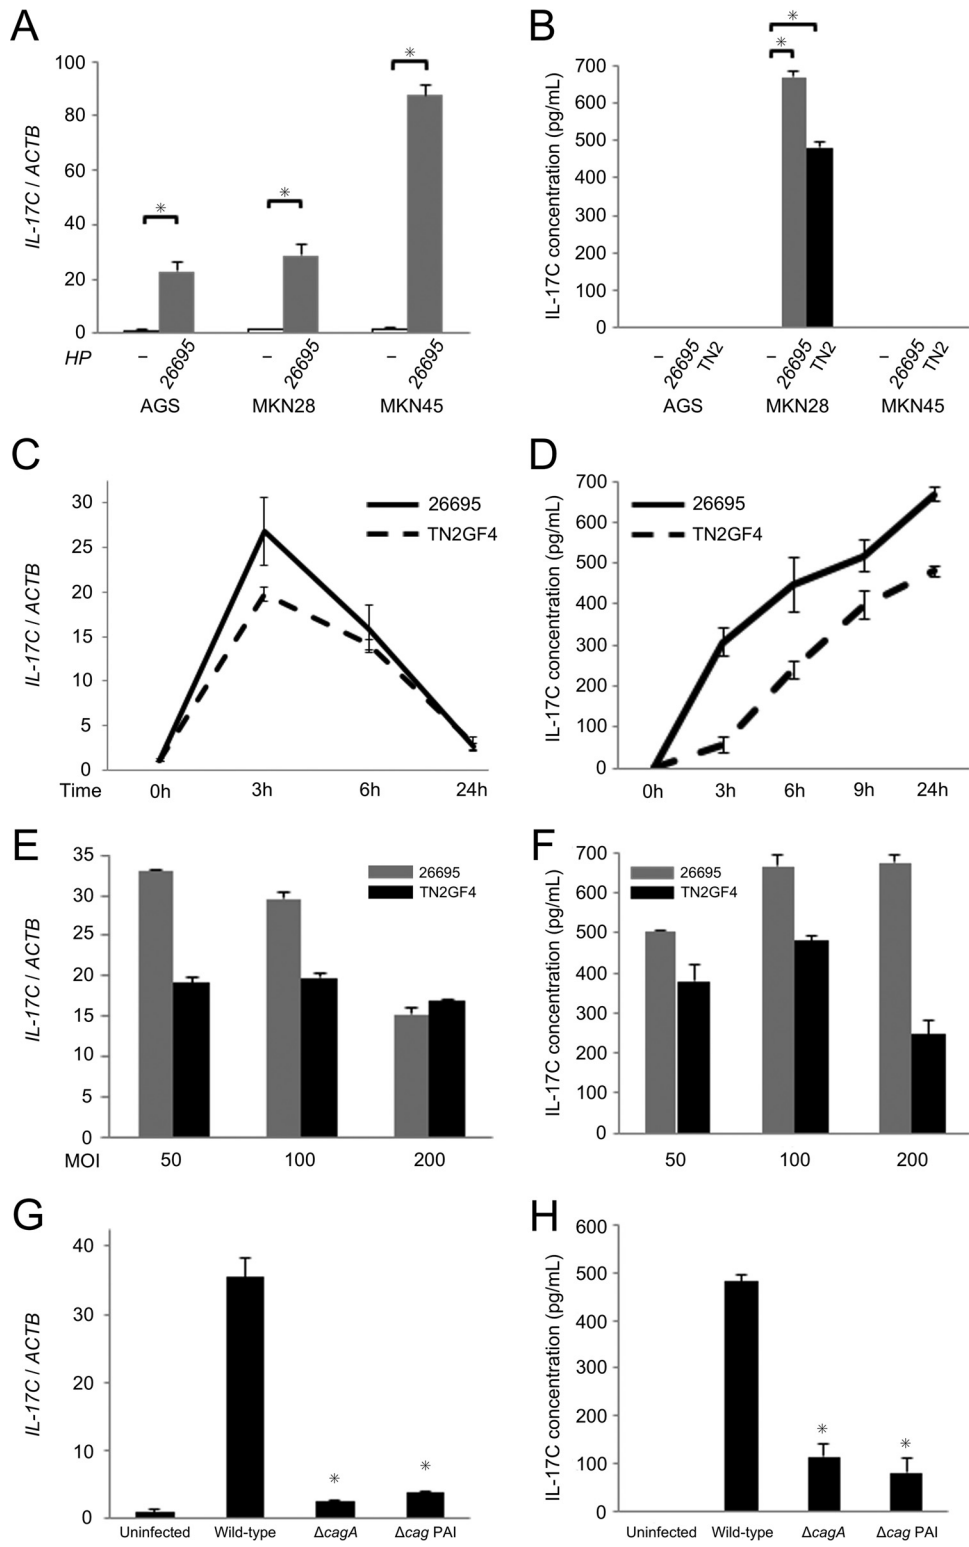 A
IL-17C / ACTB
100
80
60
40
20
0
✳
✳
✳
HP
– 26695 – 26695 – 26695
AGS MKN28 MKN45
B
IL-17C concentration (pg/mL)
700
600
500
400
300
200
100
0
✳
✳
– 26695 TN2 – 26695 TN2 – 26695 TN2
AGS MKN28 MKN45
C
IL-17C / ACTB
30
25
20
15
10
5
0
26695
TN2GF4
Time 0h 3h 6h 24h
D
IL-17C concentration (pg/mL)
700
600
500
400
300
200
100
0
26695
TN2GF4
0h 3h 6h 9h 24h
E
IL-17C / ACTB
35
30
25
20
15
10
5
0
26695
TN2GF4
MOI 50 100 200
F
IL-17C concentration (pg/mL)
700
600
500
400
300
200
100
0
26695
TN2GF4
50 100 200
G
IL-17C / ACTB
40
30
20
10
0
✳ ✳
Uninfected Wild-type ΔcagA Δcag PAI
H
IL-17C concentration (pg/mL)
600
500
400
300
200
100
0
✳ ✳
Uninfected Wild-type ΔcagA Δcag PAI